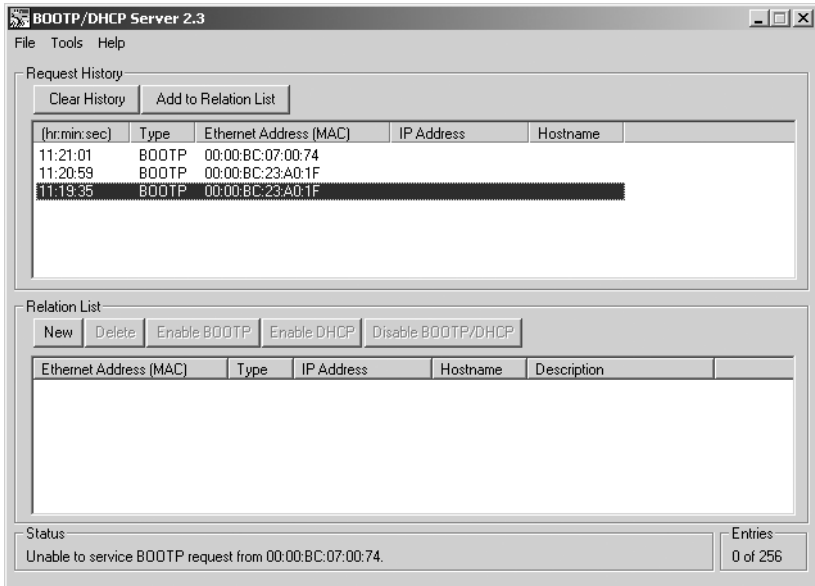 BOOTP/DHCP Server 2.3
File Tools Help
Request History
Clear History Add to Relation List
(hr:min:sec) Type Ethernet Address (MAC) IP Address Hostname
11:21:01 BOOTP 00:00:BC:07:00:74
11:20:59 BOOTP 00:00:BC:23:A0:1F
11:19:35 BOOTP 00:00:BC:23:A0:1F
Relation List
New Delete Enable BOOTP Enable DHCP Disable BOOTP/DHCP
Ethernet Address (MAC) Type IP Address Hostname Description
Status Entries
Unable to service BOOTP request from 00:00:BC:07:00:74. 0 of 256